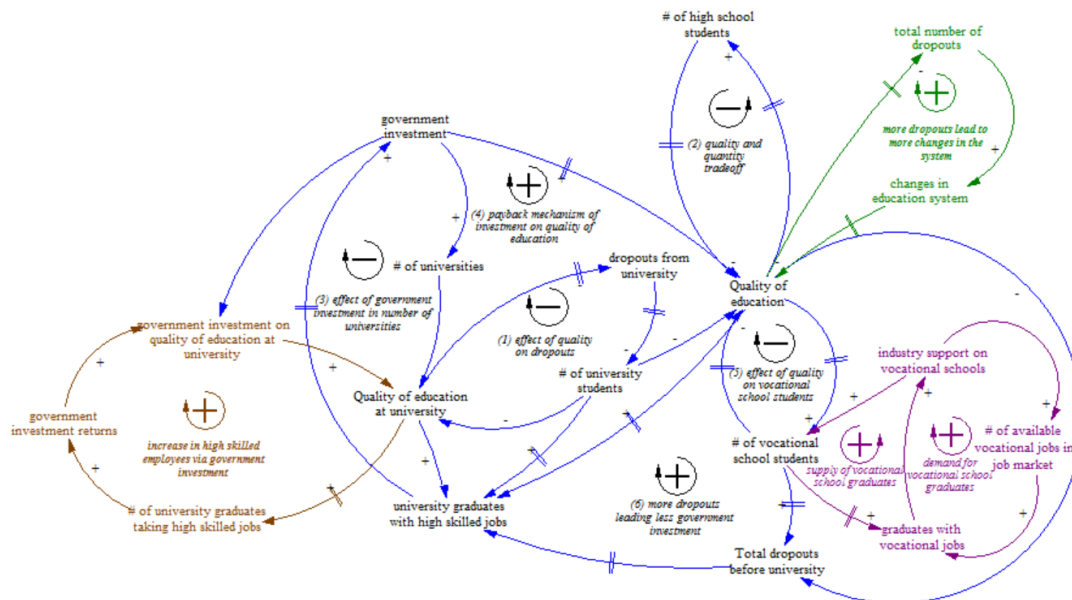 # of high school
students
total number of
dropouts
government
investment
(2) quality and
quantity
tradeoff
more dropouts lead to
more changes in the
system
changes in
education system
(4) payback mechanism of
investment on quality of
education
# of universities
dropouts from
university
Quality of
education
(3) effect of government
investment in number of
universities
government investment on
quality of education at
university
(1) effect of quality
on dropouts
# of university
students
Quality of education
at university
(5) effect of quality
on vocational
school students
industry support on
vocational schools
government
investment returns
increase in high skilled
employees via government
investment
# of vocational
school students
# of available
vocational jobs in
job market
supply of vocational
school graduates
demand for
vocational school
graduates
# of university graduates
taking high skilled jobs
university graduates
with high skilled jobs
(6) more dropouts
leading less government
investment
graduates with
vocational jobs
Total dropouts
before university